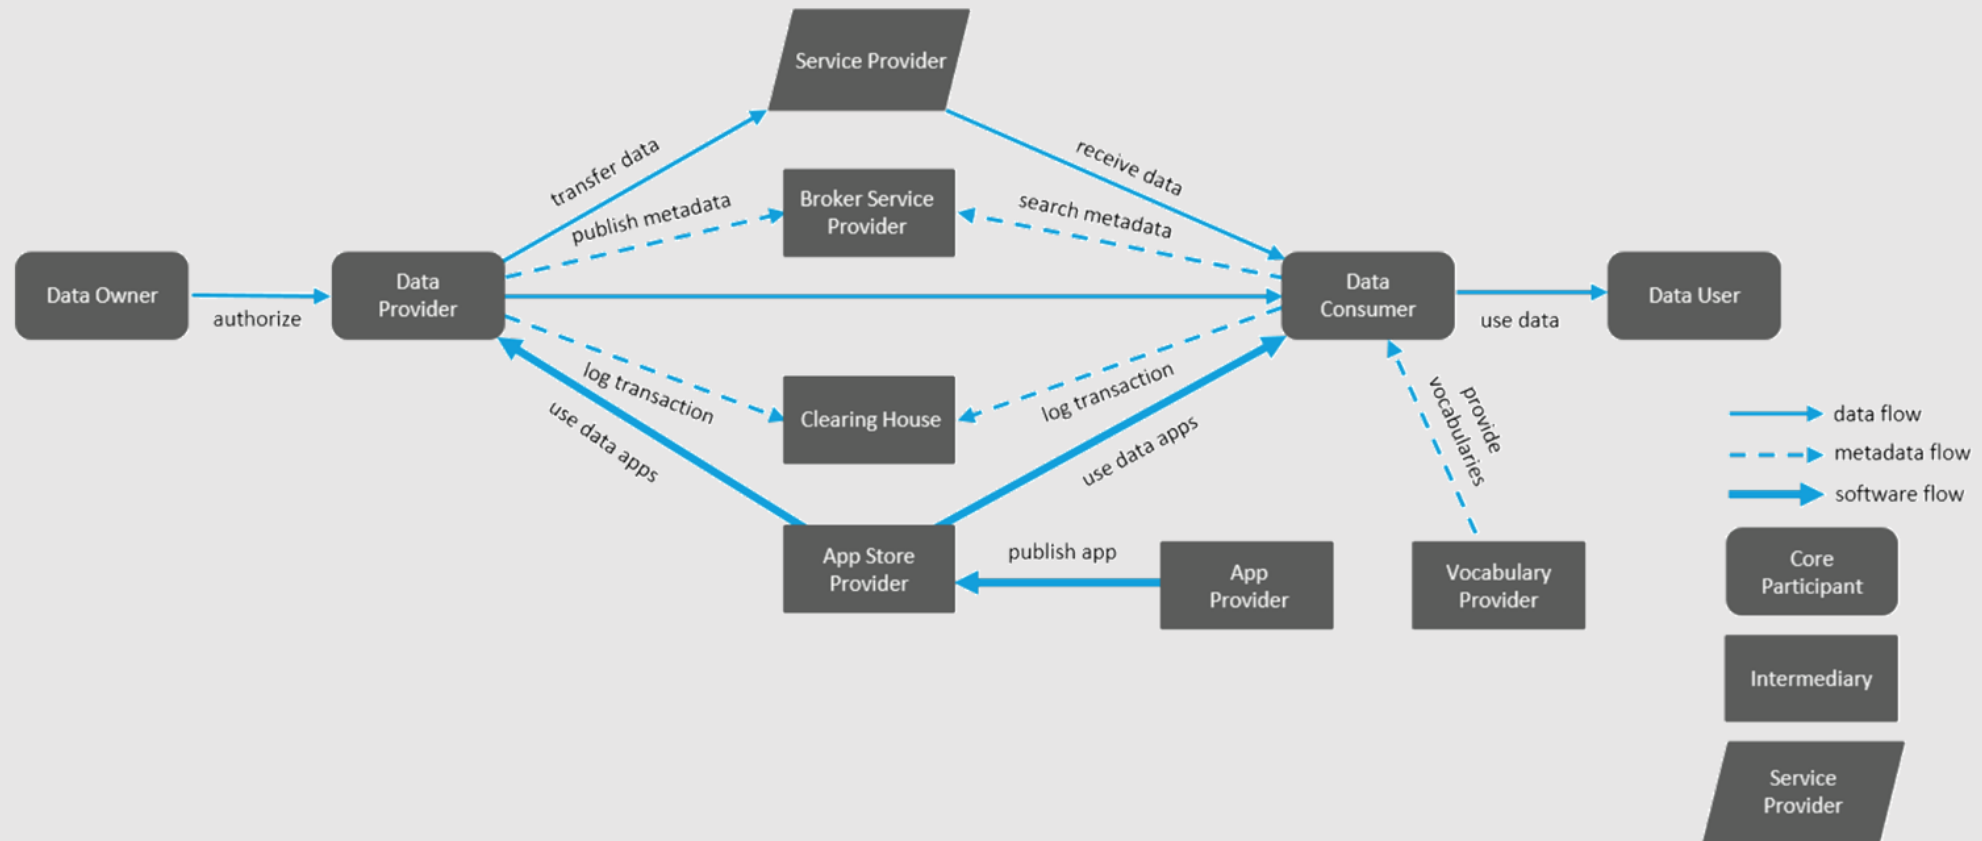 Service Provider
transfer data
receive data
publish metadata
Broker Service
Provider
search metadata
Data Owner
authorize
Data
Provider
Data
Consumer
use data
Data User
log transaction
use data apps
Clearing House
log transaction
use data apps
provide
vocabularies
data flow
metadata flow
software flow
App Store
Provider
publish app
App
Provider
Vocabulary
Provider
Core
Participant
Intermediary
Service
Provider